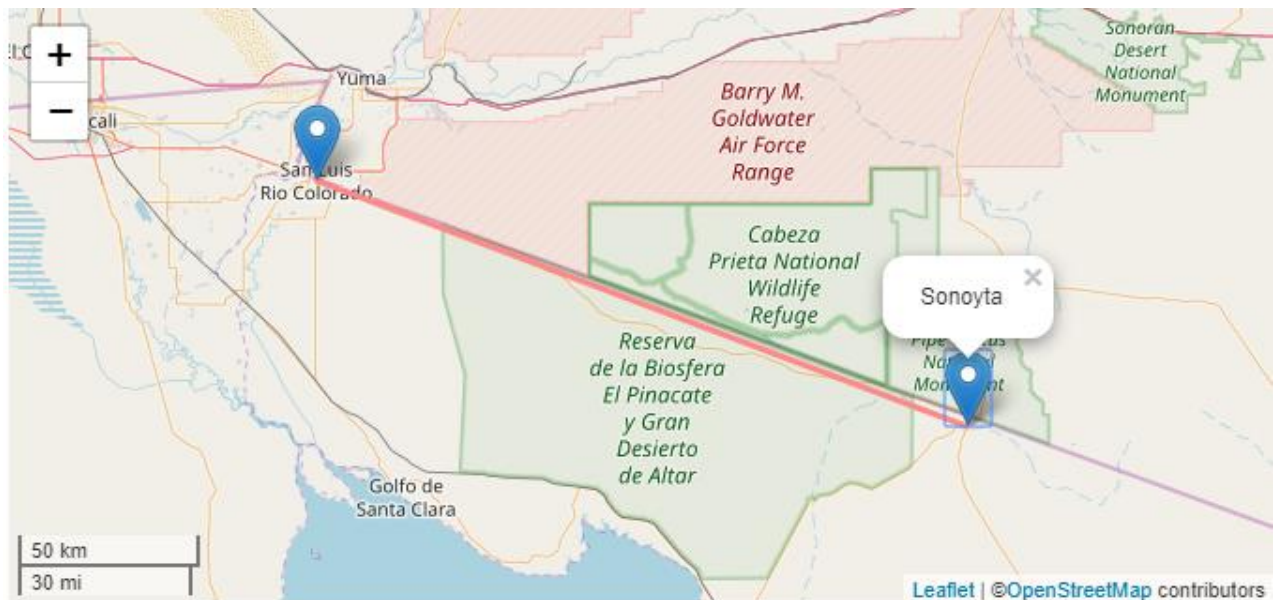 +
−
Yuma
cali
San Luis
Rio Colorado
Barry M.
Goldwater
Air Force
Range
Sonoran
Desert
National
Monument
Cabeza
Prieta National
Wildlife
Refuge
Sonoyta
×
Reserva
de la Biosfera
El Pinacate
y Gran
Desierto
de Altar
Golfo de
Santa Clara
50 km
30 mi
Leaflet | ©OpenStreetMap contributors